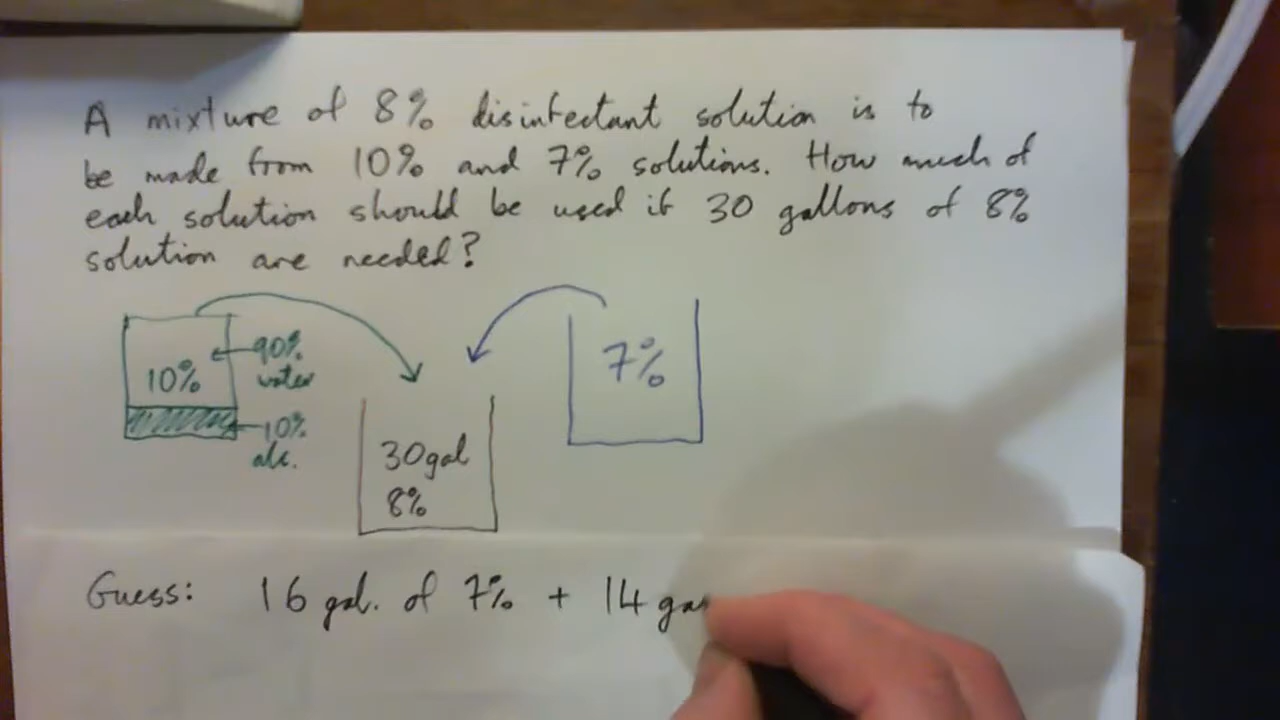 A mixture of 8% disinfectant solution is to
be made from 10% and 7% solutions. How much of
each solution should be used if 30 gallons of 8%
solution are needed?
90%
water
10%
10%
alc.
7%
30gal
8%
Guess: 16 gal. of 7% + 14 ga